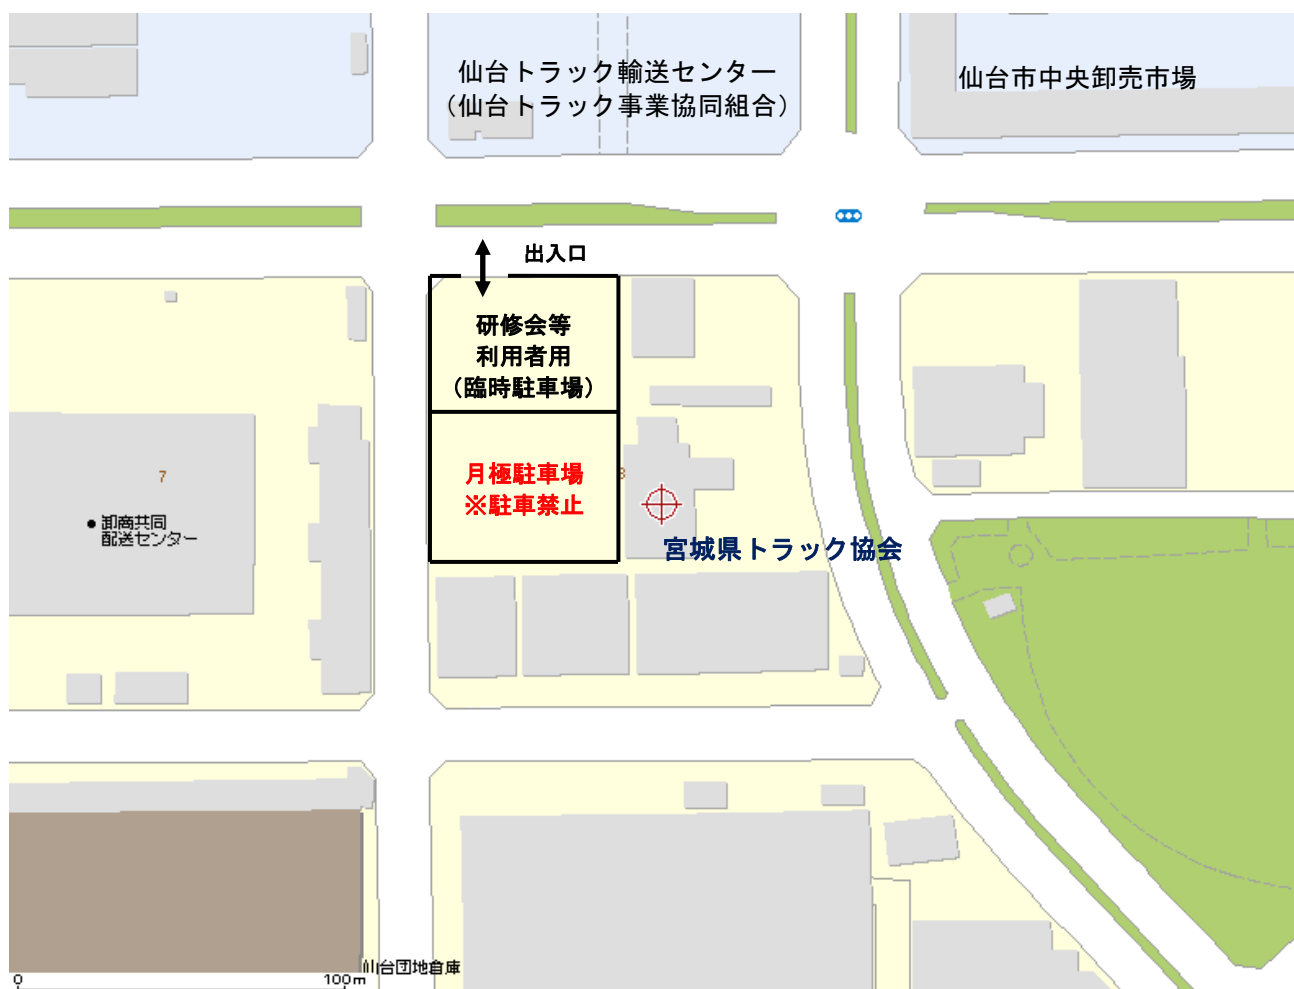 仙台トラック輸送センター
（仙台トラック事業協同組合）
仙台市中央卸売市場
出入口
研修会等
利用者用
（臨時駐車場）
月極駐車場
※駐車禁止
7
卸商共同
配送センター
宮城県トラック協会
仙台団地倉庫
0
100m